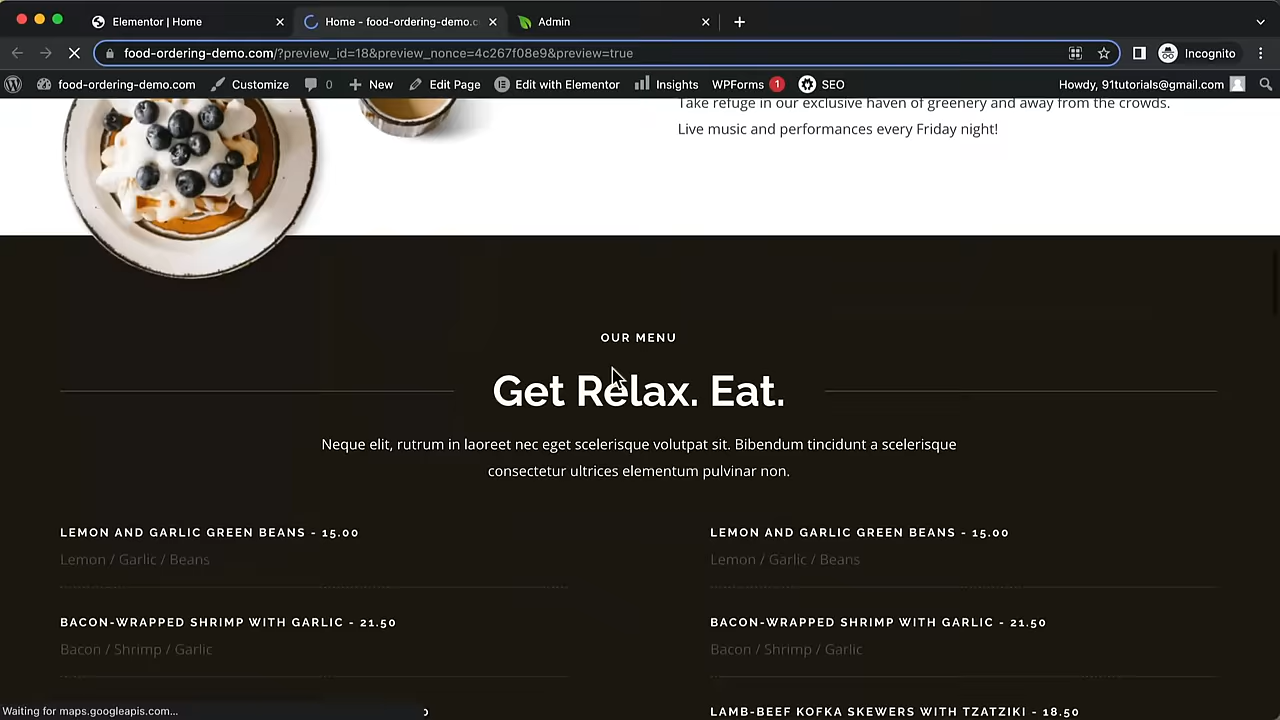 Elementor | Home
Home - food-ordering-demo.c
Admin
food-ordering-demo.com/?preview_id=18&preview_nonce=4c267f08e9&preview=true
Incognito
food-ordering-demo.com
Customize
0
New
Edit Page
Edit with Elementor
Insights
WPForms 1
SEO
Howdy, 91tutorials@gmail.com
Take refuge in our exclusive haven of greenery and away from the crowds.
Live music and performances every Friday night!
OUR MENU
Get Relax. Eat.
Neque elit, rutrum in laoreet nec eget scelerisque volutpat sit. Bibendum tincidunt a scelerisque
consectetur ultrices elementum pulvinar non.
LEMON AND GARLIC GREEN BEANS - 15.00
Lemon / Garlic / Beans
LEMON AND GARLIC GREEN BEANS - 15.00
Lemon / Garlic / Beans
BACON-WRAPPED SHRIMP WITH GARLIC - 21.50
Bacon / Shrimp / Garlic
BACON-WRAPPED SHRIMP WITH GARLIC - 21.50
Bacon / Shrimp / Garlic
LAMB-BEEF KOFKA SKEWERS WITH TZATZIKI - 18.50
Waiting for maps.googleapis.com...